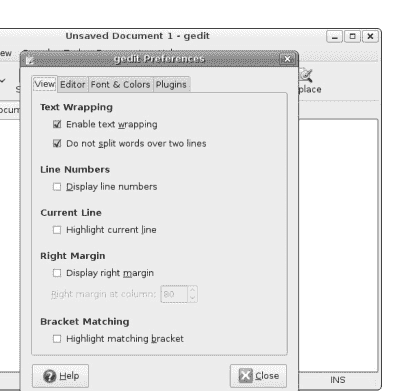 Unsaved Document 1 - gedit
ew
gedit Preferences
place
ocum
View Editor Font & Colors Plugins
Text Wrapping
Enable text wrapping
Do not split words over two lines
Line Numbers
Display line numbers
Current Line
Highlight current line
Right Margin
Display right margin
Right margin at column: 80
Bracket Matching
Highlight matching bracket
Help
Close
INS